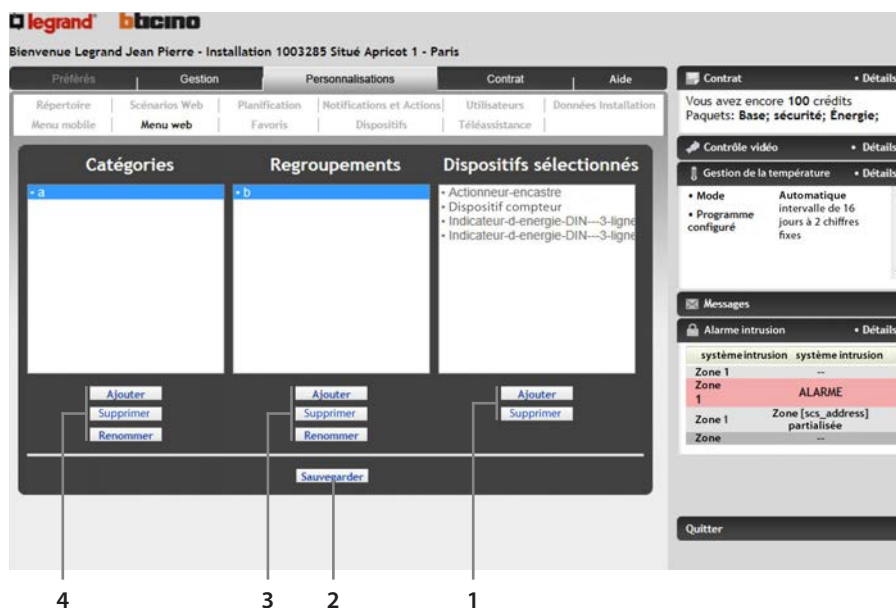 legrand bticino
Bienvenue Legrand Jean Pierre - Installation 1003285 Situé Apricot 1 - Paris
Préférés | Gestion | Personnalisations | Contrat | Aide
Répertoire | Scénarios Web | Planification | Notifications et Actions | Utilisateurs | Données Installation
Menu mobile | Menu web | Favoris | Dispositifs | Téléassistance |
Catégories
• a
Ajouter
Supprimer
Renommer
Regroupements
• b
Ajouter
Supprimer
Renommer
Dispositifs sélectionnés
• Actionneur-encastre
• Dispositif compteur
• Indicateur-d-energie-DIN---3-ligne
• Indicateur-d-energie-DIN---3-ligne
Ajouter
Supprimer
Sauvegarder
4 3 2 1
Contrat • Détails
Vous avez encore 100 crédits
Paquets: Base; sécurité; Énergie;
Contrôle vidéo • Détails
Gestion de la température • Détails
• Mode Automatique
• Programme configuré intervalle de 16
jours à 2 chiffres
fixes
Messages
Alarme intrusion • Détails
système intrusion système intrusion
Zone 1 --
Zone 1 ALARME
Zone 1 Zone [scs_address] partialisée
Zone --
Quitter